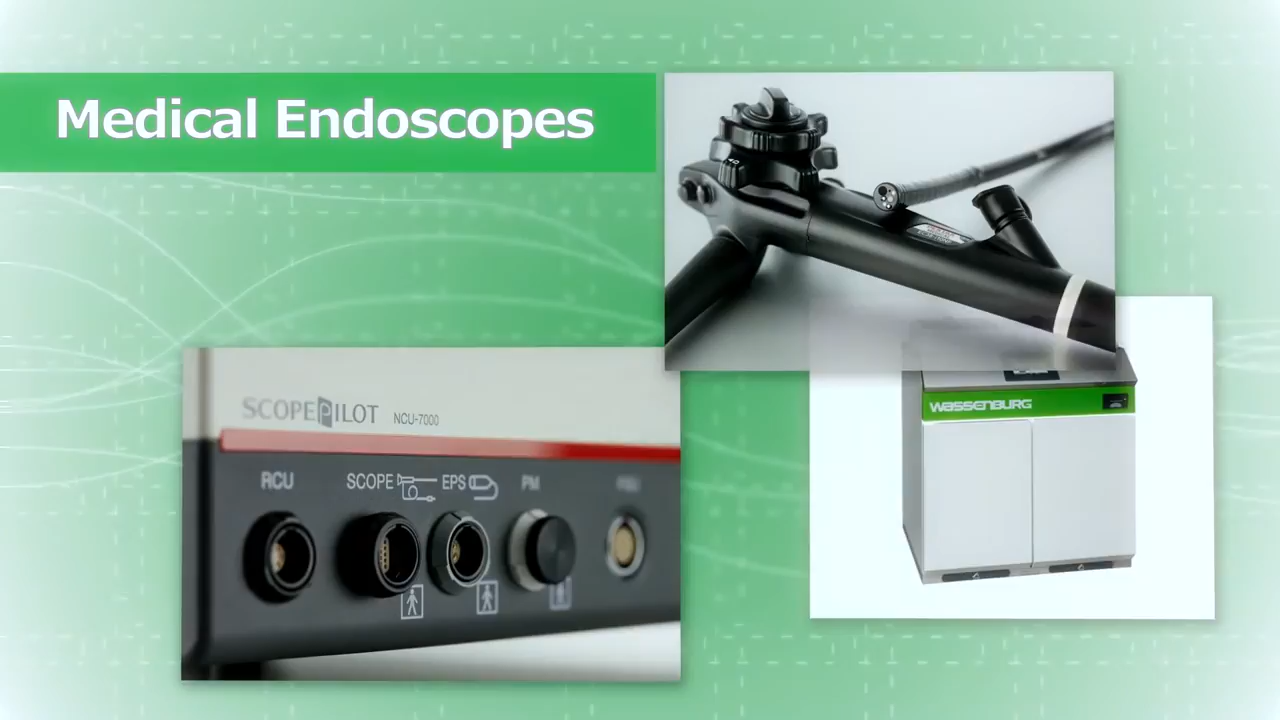 Medical Endoscopes
SCOPEPILOT NCU-7000
RCU SCOPE EPS PM
WASSENBURG